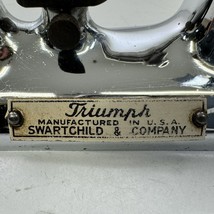 Triumph
MANUFACTURED IN U.S.A.
SWARTCHILD & COMPANY